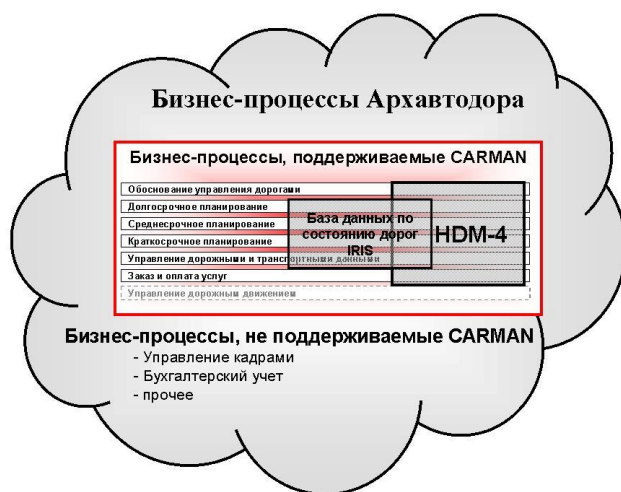 Бизнес-процессы Архавтодора
Бизнес-процессы, поддерживаемые CARMAN
Обоснование управления дорогами
Долгосрочное планирование
Среднесрочное планирование
Краткосрочное планирование
Управление дорожными и транспортными данными
Заказ и оплата услуг
Управление дорожным движением
База данных по
состоянию дорог
IRIS
HDM-4
Бизнес-процессы, не поддерживаемые CARMAN
- Управление кадрами
- Бухгалтерский учет
- прочее